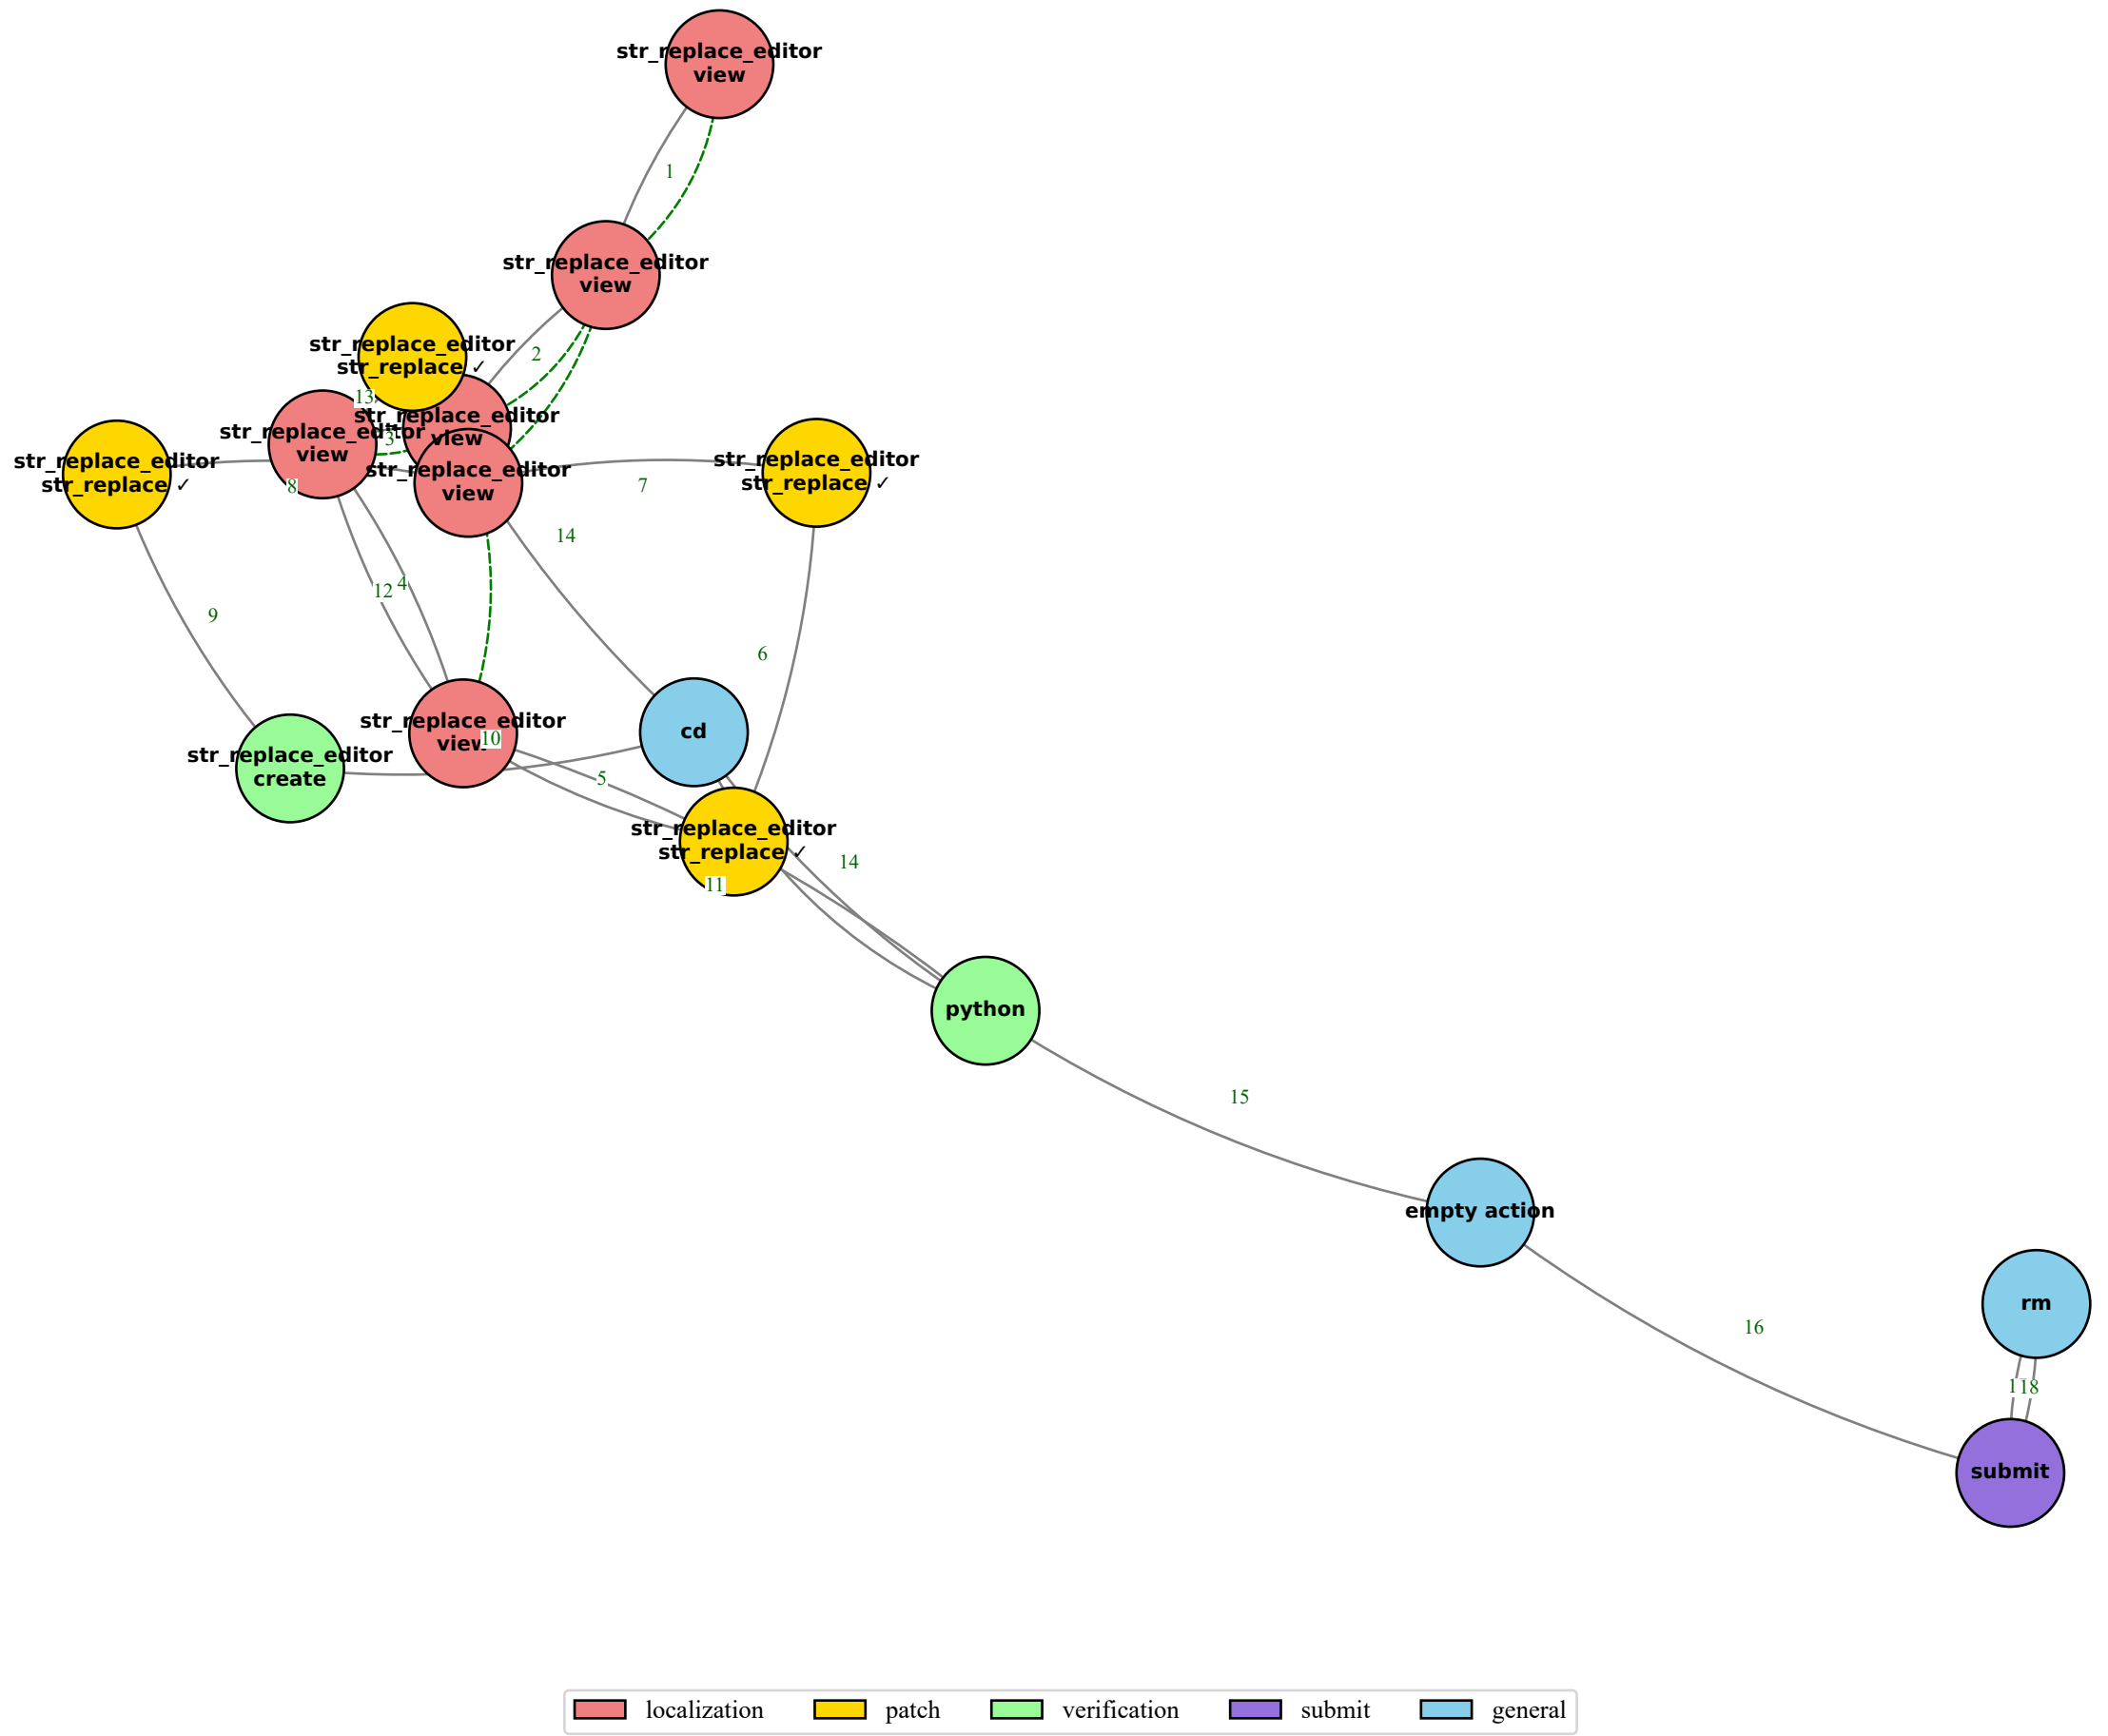 str_replace_editor
view
1
str_replace_editor
view
2
str_replace_editor
str_replace ✓
13
str_replace_editor
view
3
str_replace_editor
view
str_replace_editor
view
str_replace_editor
str_replace ✓
8
7
str_replace_editor
str_replace ✓
14
12
4
9
6
str_replace_editor
view
10
cd
str_replace_editor
create
5
str_replace_editor
str_replace ✓
14
11
python
15
empty action
rm
16
18
submit
localization
patch
verification
submit
general